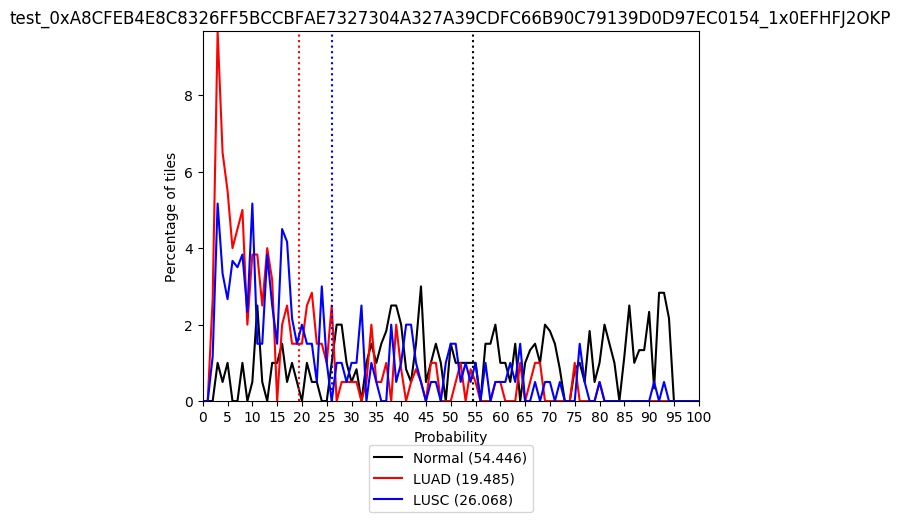 test_0xA8CFEB4E8C8326FF5BCCBFAE7327304A327A39CDFC66B90C79139D0D97EC0154_1x0EFHFJ2OKP
8
6
4
2
0
Percentage of tiles
0 5 10 15 20 25 30 35 40 45 50 55 60 65 70 75 80 85 90 95 100
Probability
Normal (54.446)
LUAD (19.485)
LUSC (26.068)